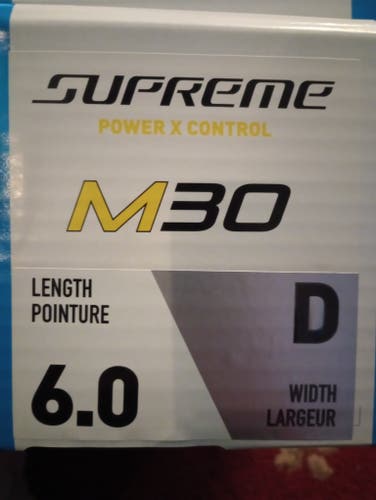 SUPREME
POWER X CONTROL
M30
LENGTH
POINTURE
6.0
D
WIDTH
LARGEUR